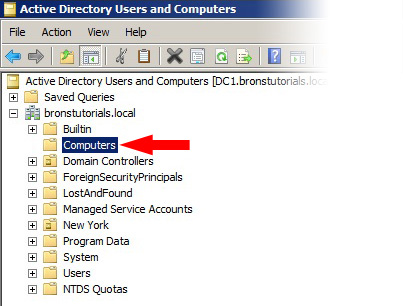 Active Directory Users and Computers
File Action View Help
Active Directory Users and Computers [DC1.bronstutorials.loca
Saved Queries
bronstutorials.local
Builtin
Computers
Domain Controllers
ForeignSecurityPrincipals
LostAndFound
Managed Service Accounts
New York
Program Data
System
Users
NTDS Quotas